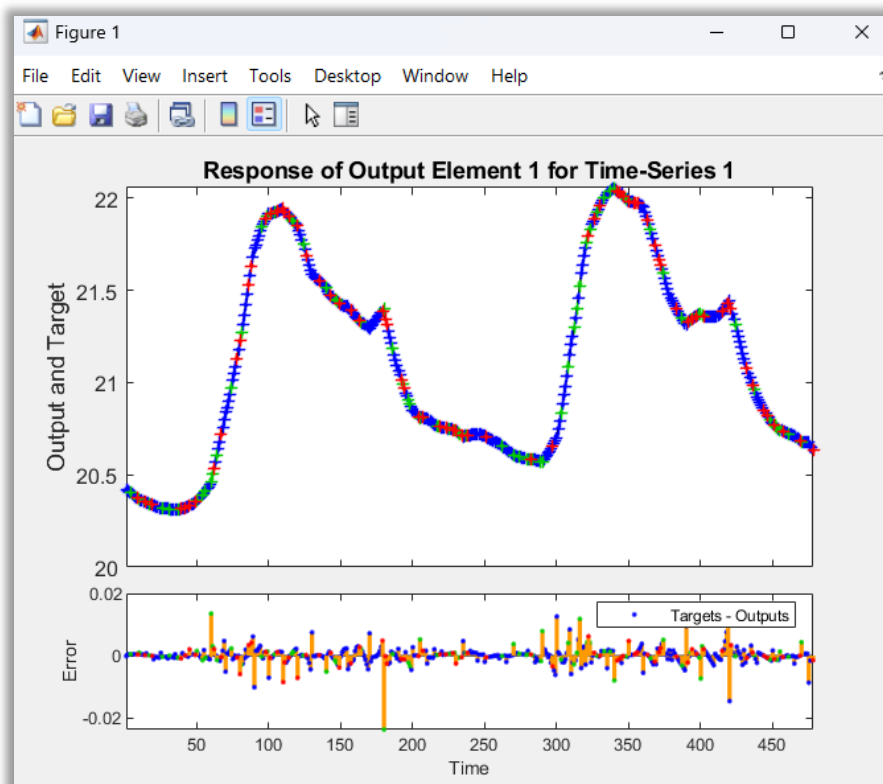 Figure 1
File Edit View Insert Tools Desktop Window Help
Response of Output Element 1 for Time-Series 1
Output and Target
22
21.5
21
20.5
20
Error
0.02
0
-0.02
Targets - Outputs
50 100 150 200 250 300 350 400 450
Time